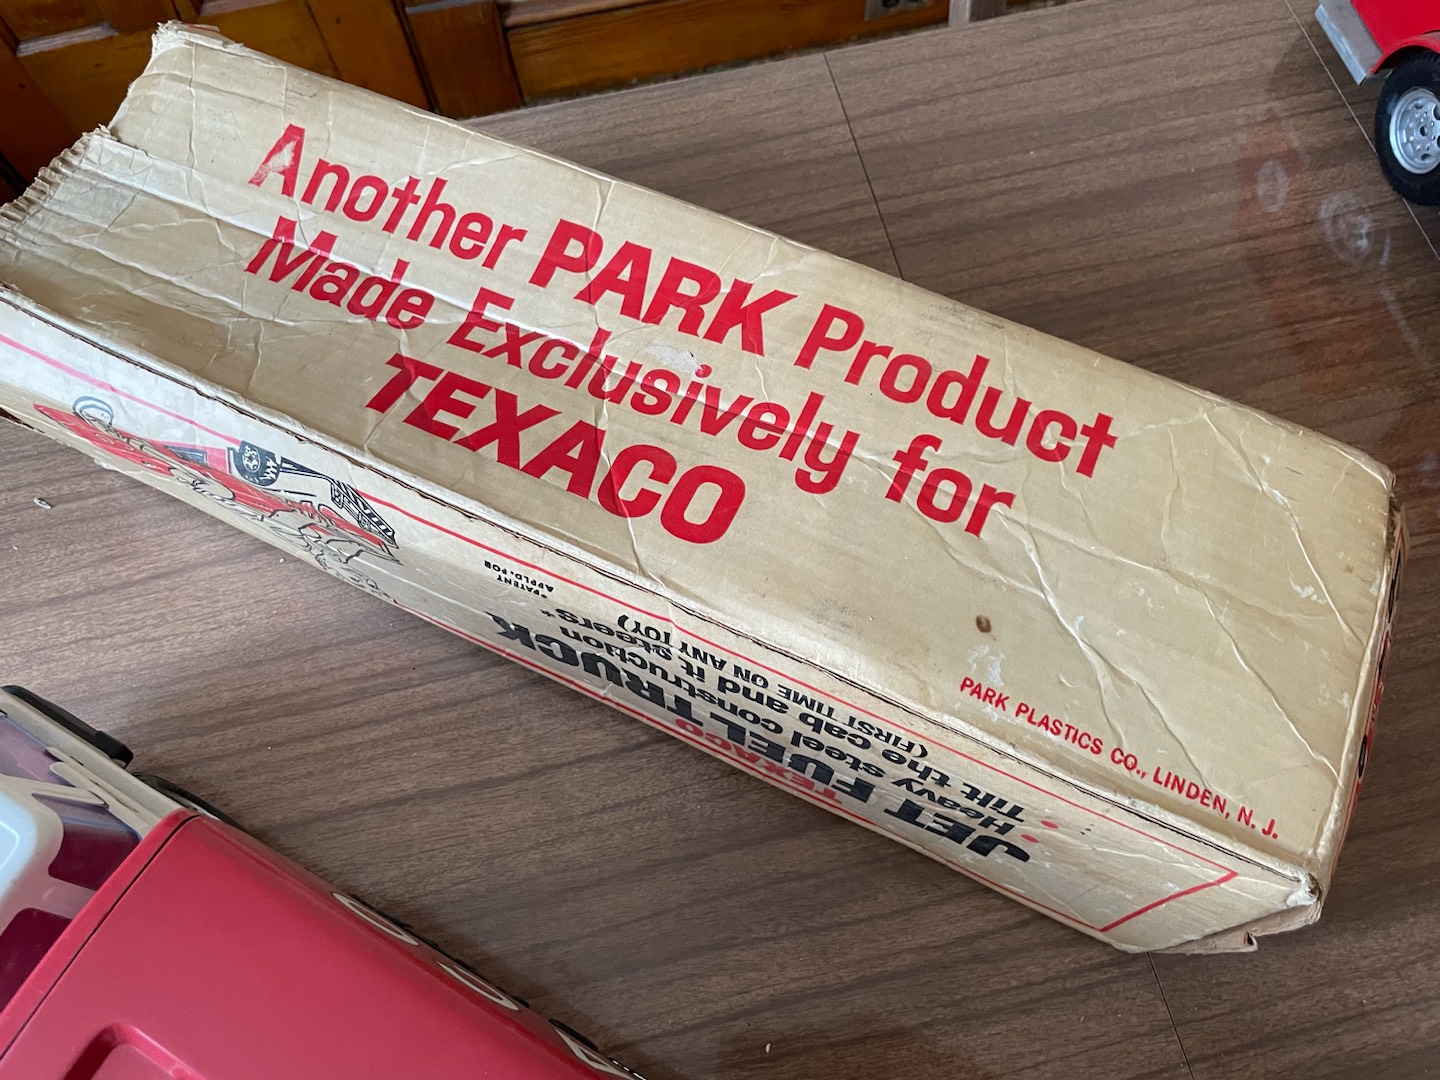 Another PARK Product
Made Exclusively for
TEXACO
PARK PLASTICS CO., LINDEN, N. J.
TEXACO
JET FUEL TRUCK
Heavy steel construction
Tilt the cab and it steers*
(FIRST TIME ON ANY TOY)
*PATENT
APPLD. FOR